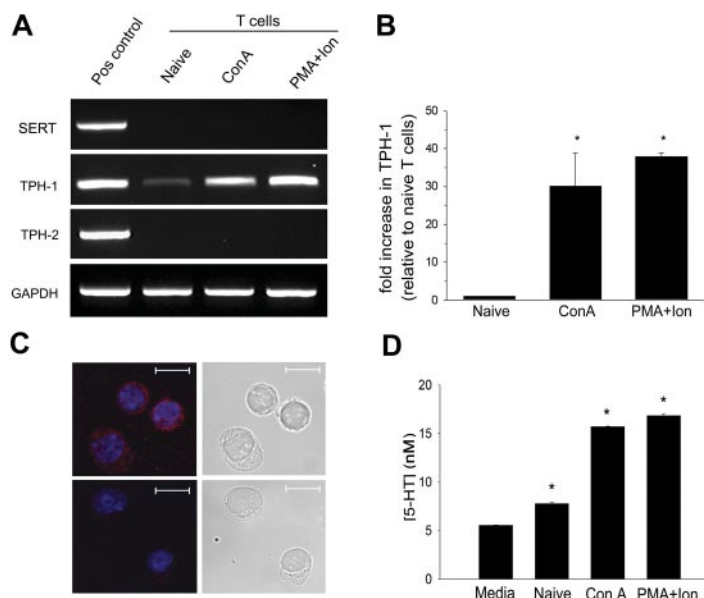 A
T cells
Pos control
Naive
ConA
PMA+Ion
SERT
TPH-1
TPH-2
GAPDH
B
fold increase in TPH-1
(relative to naive T cells)
50
40
30
20
10
0
* *
Naive ConA PMA+Ion
C
D
[5-HT] (nM)
20
15
10
5
0
* * *
Media Naive Con A PMA+Ion